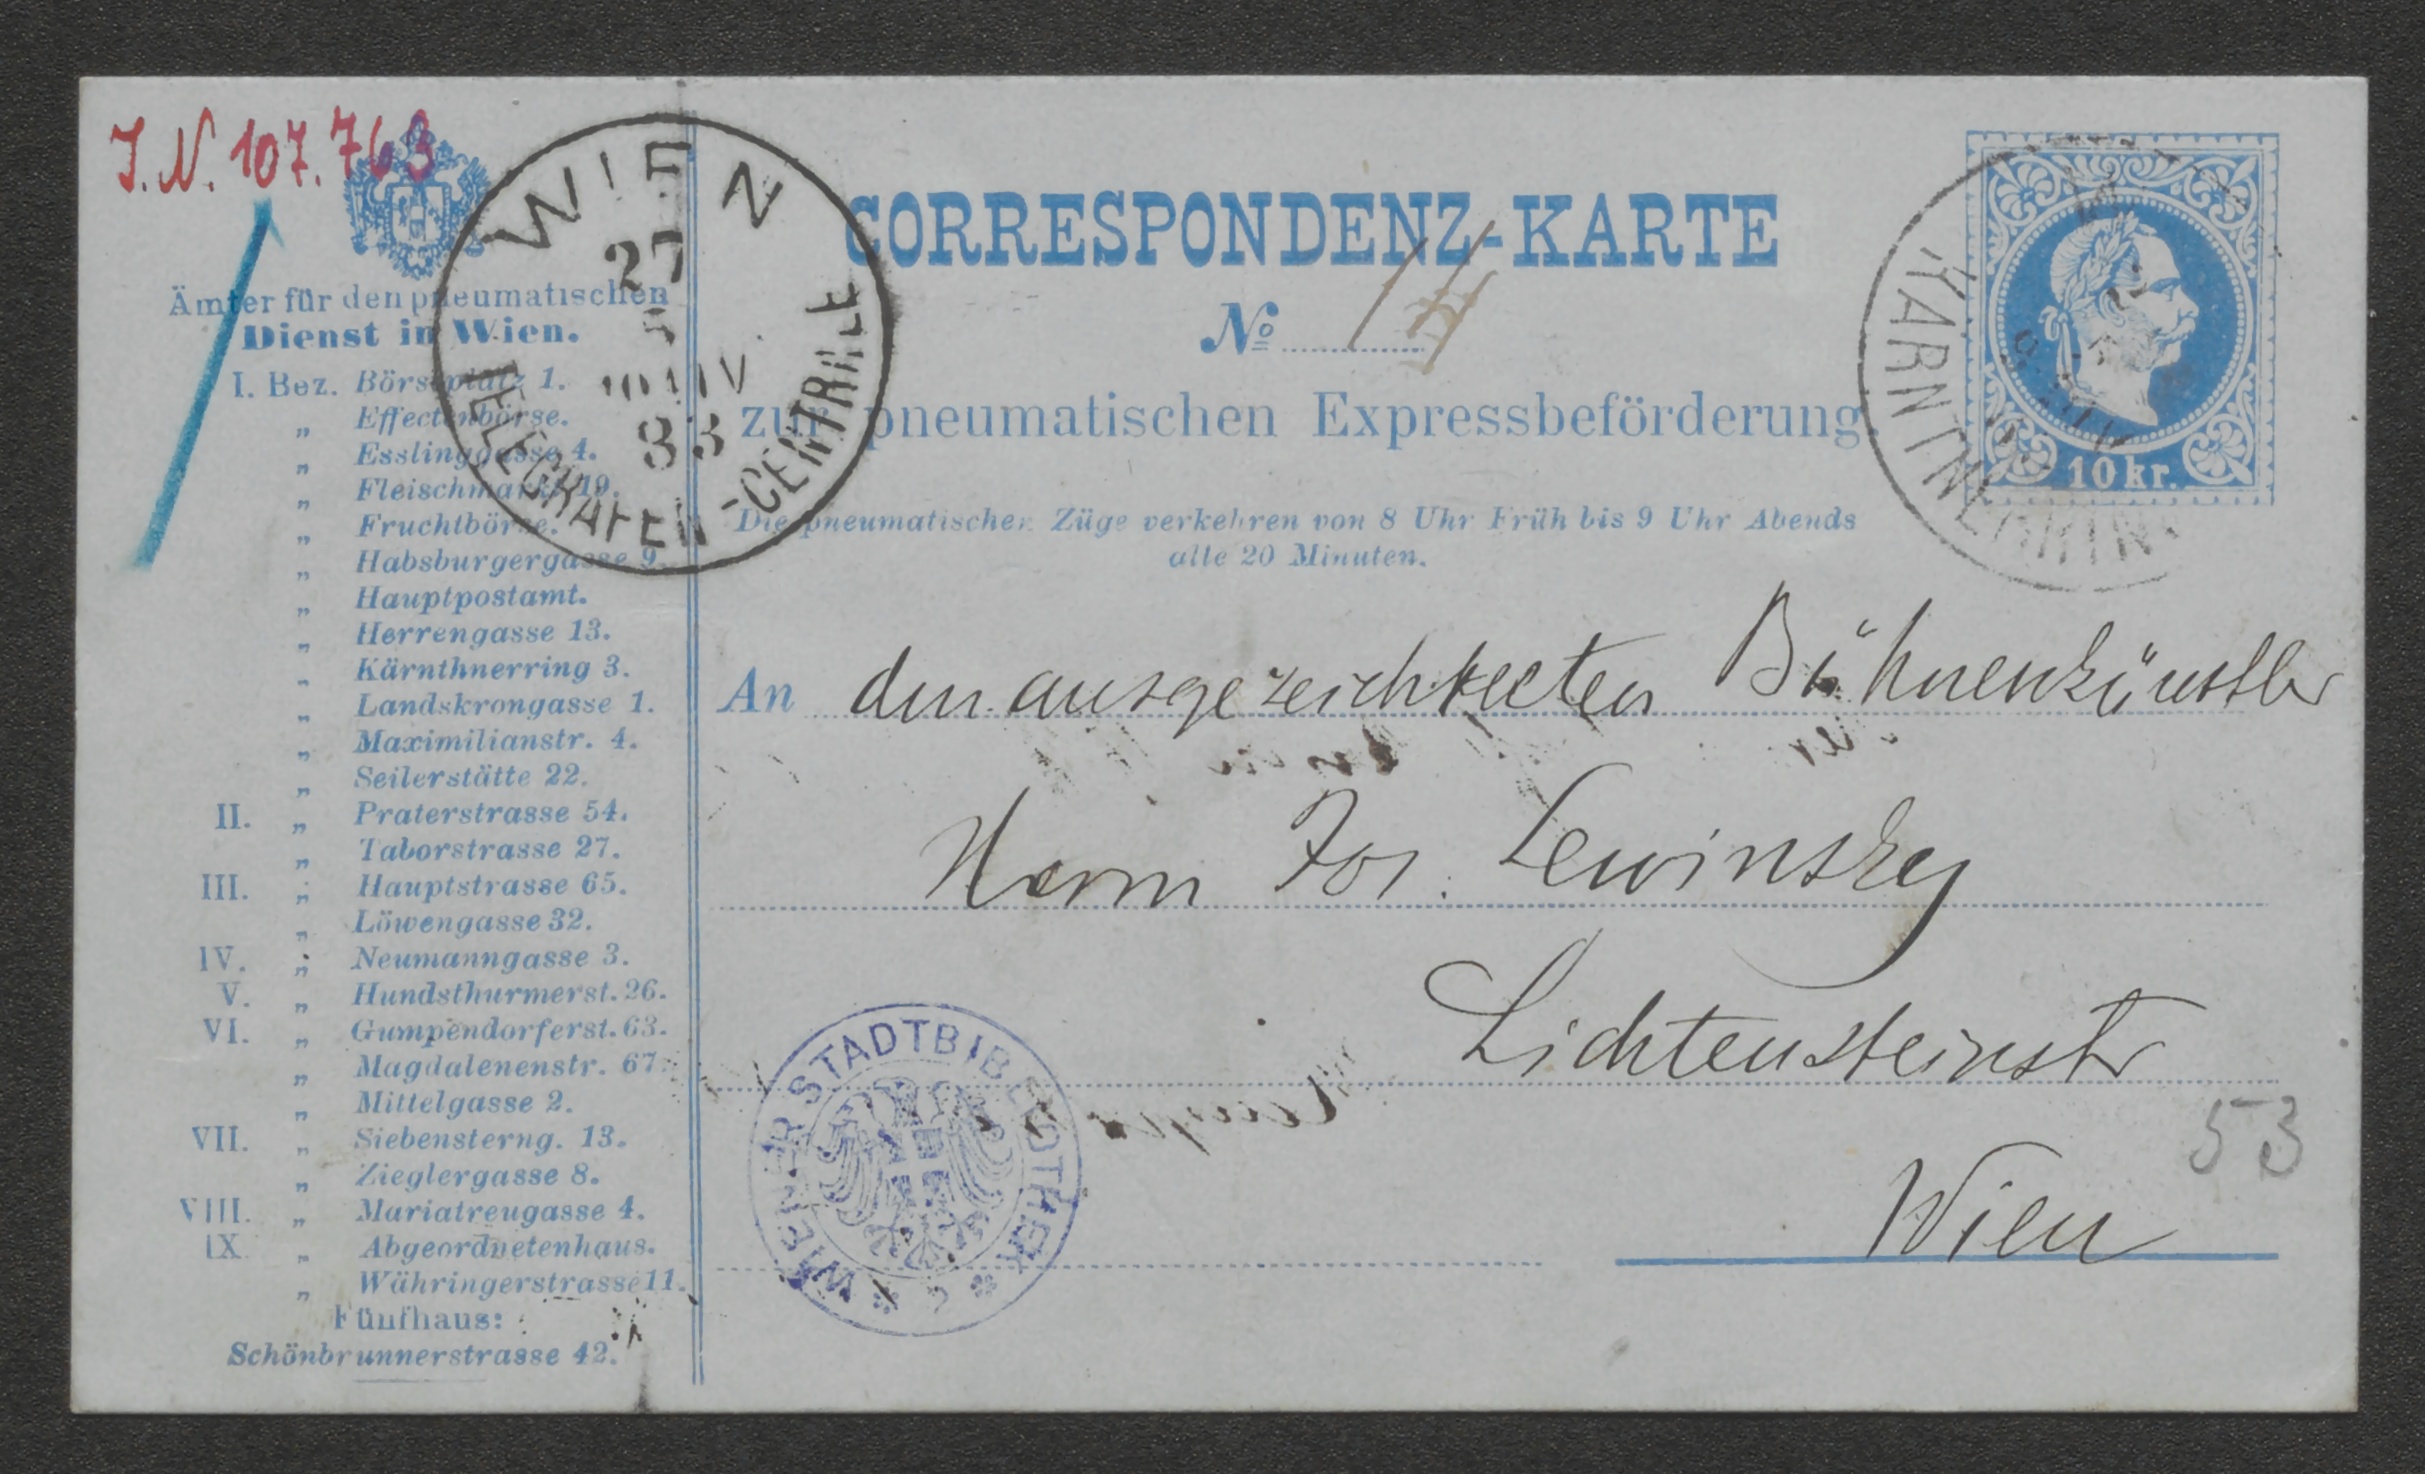 I.N. 107.763
Ämter für den pneumatischen
Dienst in Wien.
I. Bez. Börseplatz 1.
„ Effectenbörse.
„ Esslinggasse 4.
„ Fleischmarkt 19.
„ Fruchtbörse.
„ Habsburgergasse 9.
„ Hauptpostamt.
„ Herrengasse 13.
„ Kärnthnerring 3.
„ Landskrongasse 1.
„ Maximilianstr. 4.
„ Seilerstätte 22.
II. „ Praterstrasse 54.
„ Taborstrasse 27.
III. „ Hauptstrasse 65.
„ Löwengasse 32.
IV. „ Neumanngasse 3.
V. „ Hundsthurmerst. 26.
VI. „ Gumpendorferst. 63.
„ Magdalenenstr. 67.
„ Mittelgasse 2.
VII. „ Siebensterng. 13.
„ Zieglergasse 8.
VIII. „ Mariatreugasse 4.
IX. „ Abgeordnetenhaus.
„ Währingerstrasse 11.
Fünfhaus:
Schönbrunnerstrasse 42.
WIEN
27
5
83
TELEGRAFEN-CENTRALE
CORRESPONDENZ-KARTE
No
zur pneumatischen Expressbeförderung.
Die pneumatischen Züge verkehren von 8 Uhr Früh bis 9 Uhr Abends
alle 20 Minuten.
10 kr.
KÄRNTNERRING
An den ausgezeichneten Bühnenkünstler
Herrn Jos. Lewinsky
Lichtensteinstr
53
Wien
WIENER STADTBIBLIOTHEK